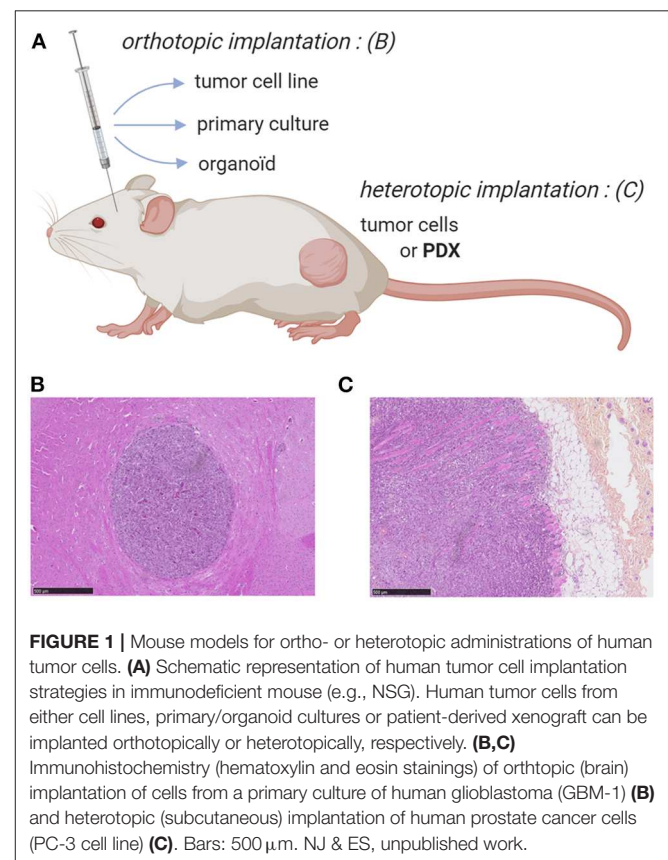 A
orthotopic implantation : (B)
tumor cell line
primary culture
organoïd
heterotopic implantation : (C)
tumor cells
or PDX
B
C
500 µm
500 µm
FIGURE 1 | Mouse models for ortho- or heterotopic administrations of human
tumor cells. (A) Schematic representation of human tumor cell implantation
strategies in immunodeficient mouse (e.g., NSG). Human tumor cells from
either cell lines, primary/organoid cultures or patient-derived xenograft can be
implanted orthotopically or heterotopically, respectively. (B,C)
Immunohistochemistry (hematoxylin and eosin stainings) of orthtopic (brain)
implantation of cells from a primary culture of human glioblastoma (GBM-1) (B)
and heterotopic (subcutaneous) implantation of human prostate cancer cells
(PC-3 cell line) (C). Bars: 500 µm. NJ & ES, unpublished work.